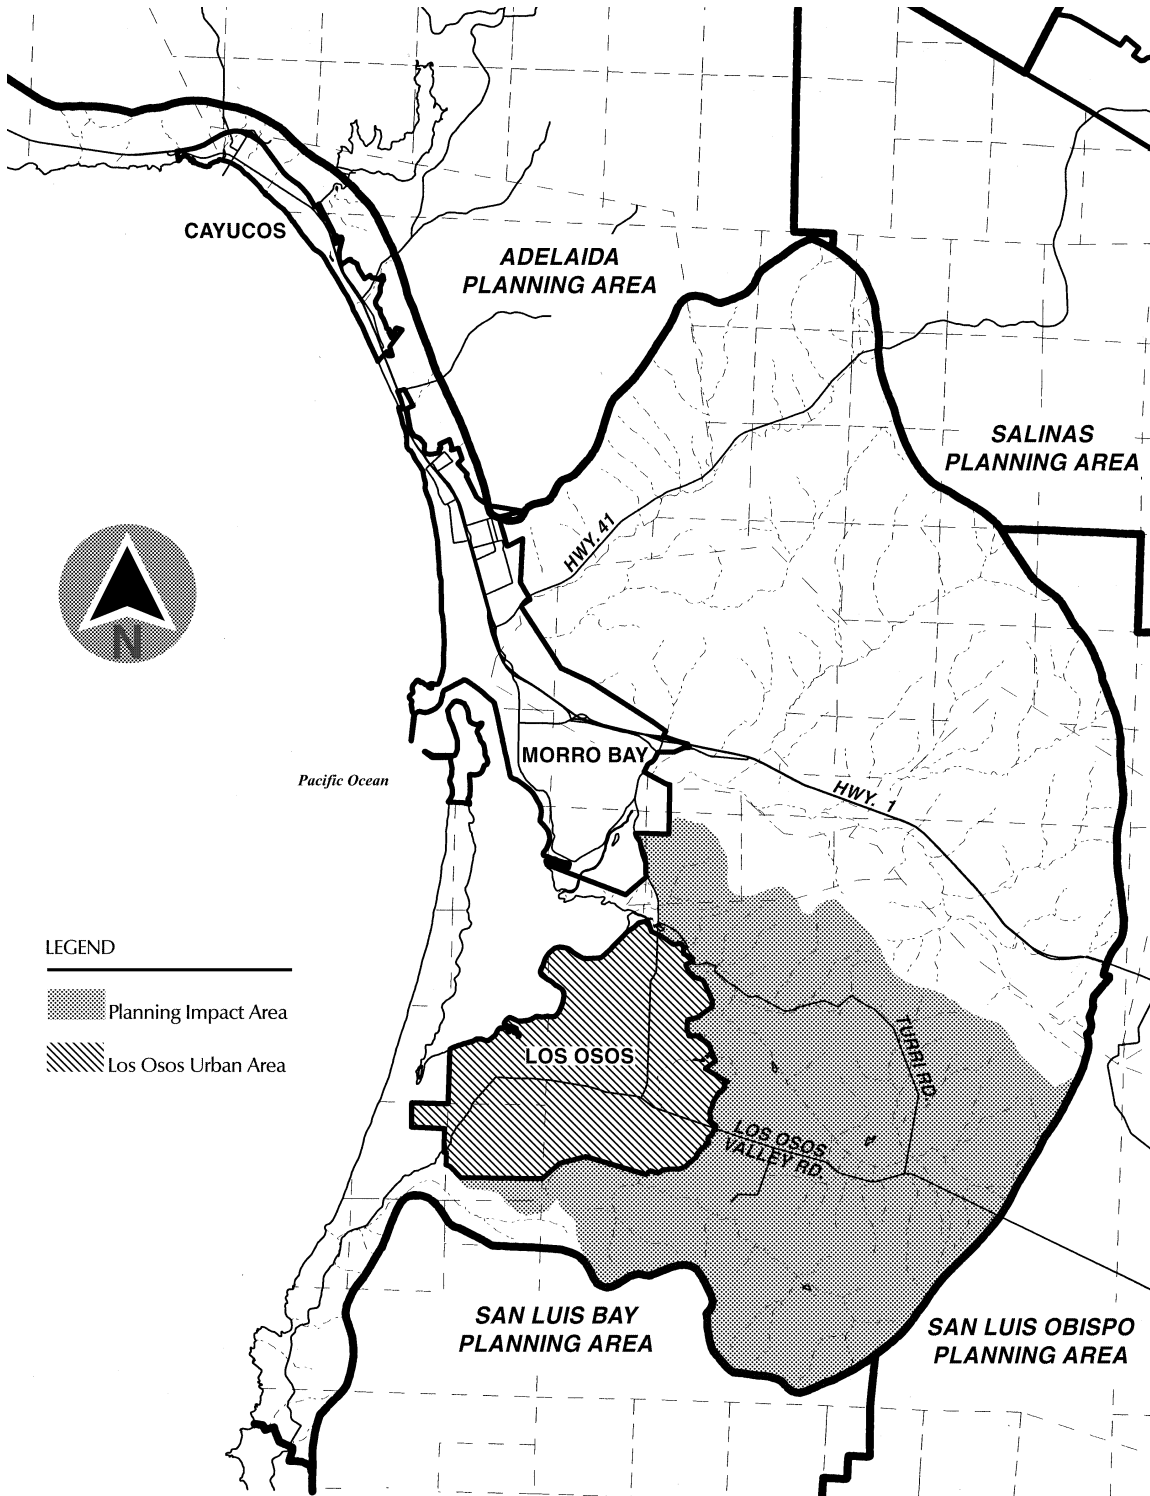 CAYUCOS
ADELAIDA
PLANNING AREA
SALINAS
PLANNING AREA
HWY. 41
N
MORRO BAY
Pacific Ocean
HWY. 1
LEGEND
Planning Impact Area
Los Osos Urban Area
LOS OSOS
TURRI RD.
LOS OSOS
VALLEY RD.
SAN LUIS BAY
PLANNING AREA
SAN LUIS OBISPO
PLANNING AREA